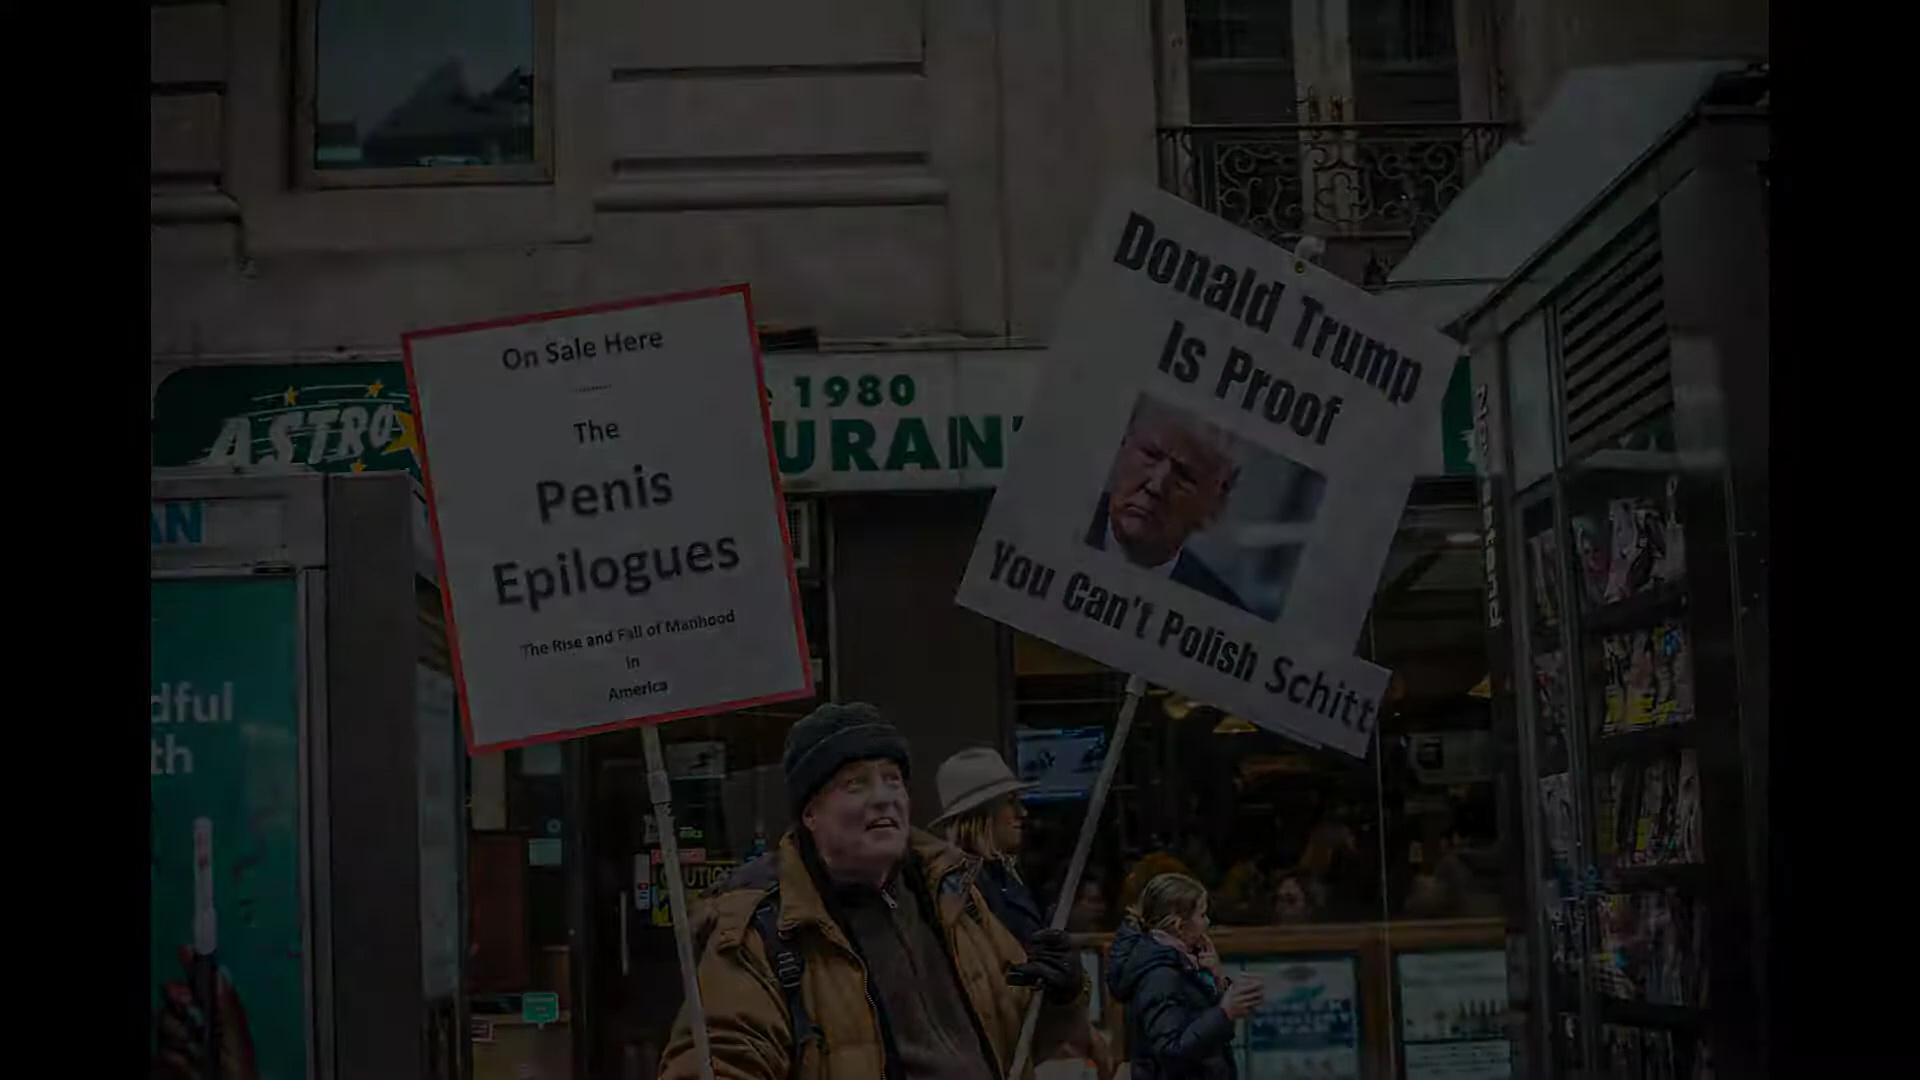 On Sale Here
The
Penis
Epilogues
The Rise and Fall of Manhood
in
America
Donald Trump
Is Proof
You Can't Polish Schitt
ASTRO
1980
URAN
AN
dful
th